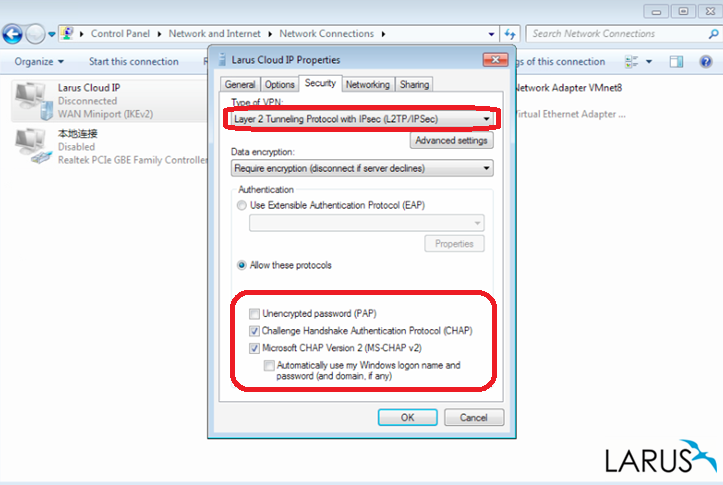 Control Panel
Network and Internet
Network Connections
Search Network Connections
Organize
Start this connection
gs of this connection
Larus Cloud IP
Disconnected
WAN Miniport (IKEv2)
本地连接
Disabled
Realtek PCIe GBE Family Controller
Network Adapter VMnet8
Virtual Ethernet Adapter ...
Larus Cloud IP Properties
General
Options
Security
Networking
Sharing
Type of VPN:
Layer 2 Tunneling Protocol with IPsec (L2TP/IPSec)
Advanced settings
Data encryption:
Require encryption (disconnect if server declines)
Authentication
Use Extensible Authentication Protocol (EAP)
Properties
Allow these protocols
Unencrypted password (PAP)
Challenge Handshake Authentication Protocol (CHAP)
Microsoft CHAP Version 2 (MS-CHAP v2)
Automatically use my Windows logon name and
password (and domain, if any)
OK
Cancel
LARUS